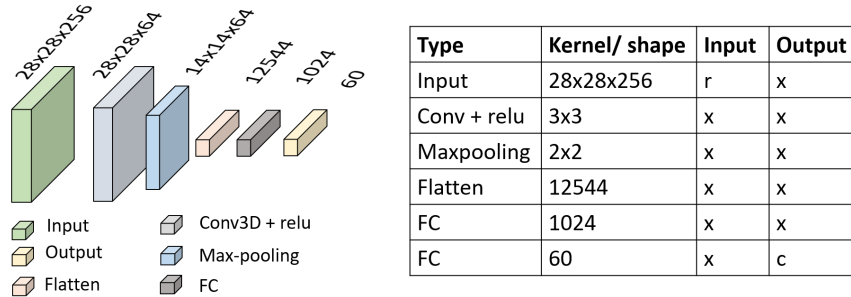 28x28x256
28x28x64
14x14x64
12544
1024
60
Input
Output
Flatten
Conv3D + relu
Max-pooling
FC
Type Kernel/ shape Input Output
Input 28x28x256 r x
Conv + relu 3x3 x x
Maxpooling 2x2 x x
Flatten 12544 x x
FC 1024 x x
FC 60 x c